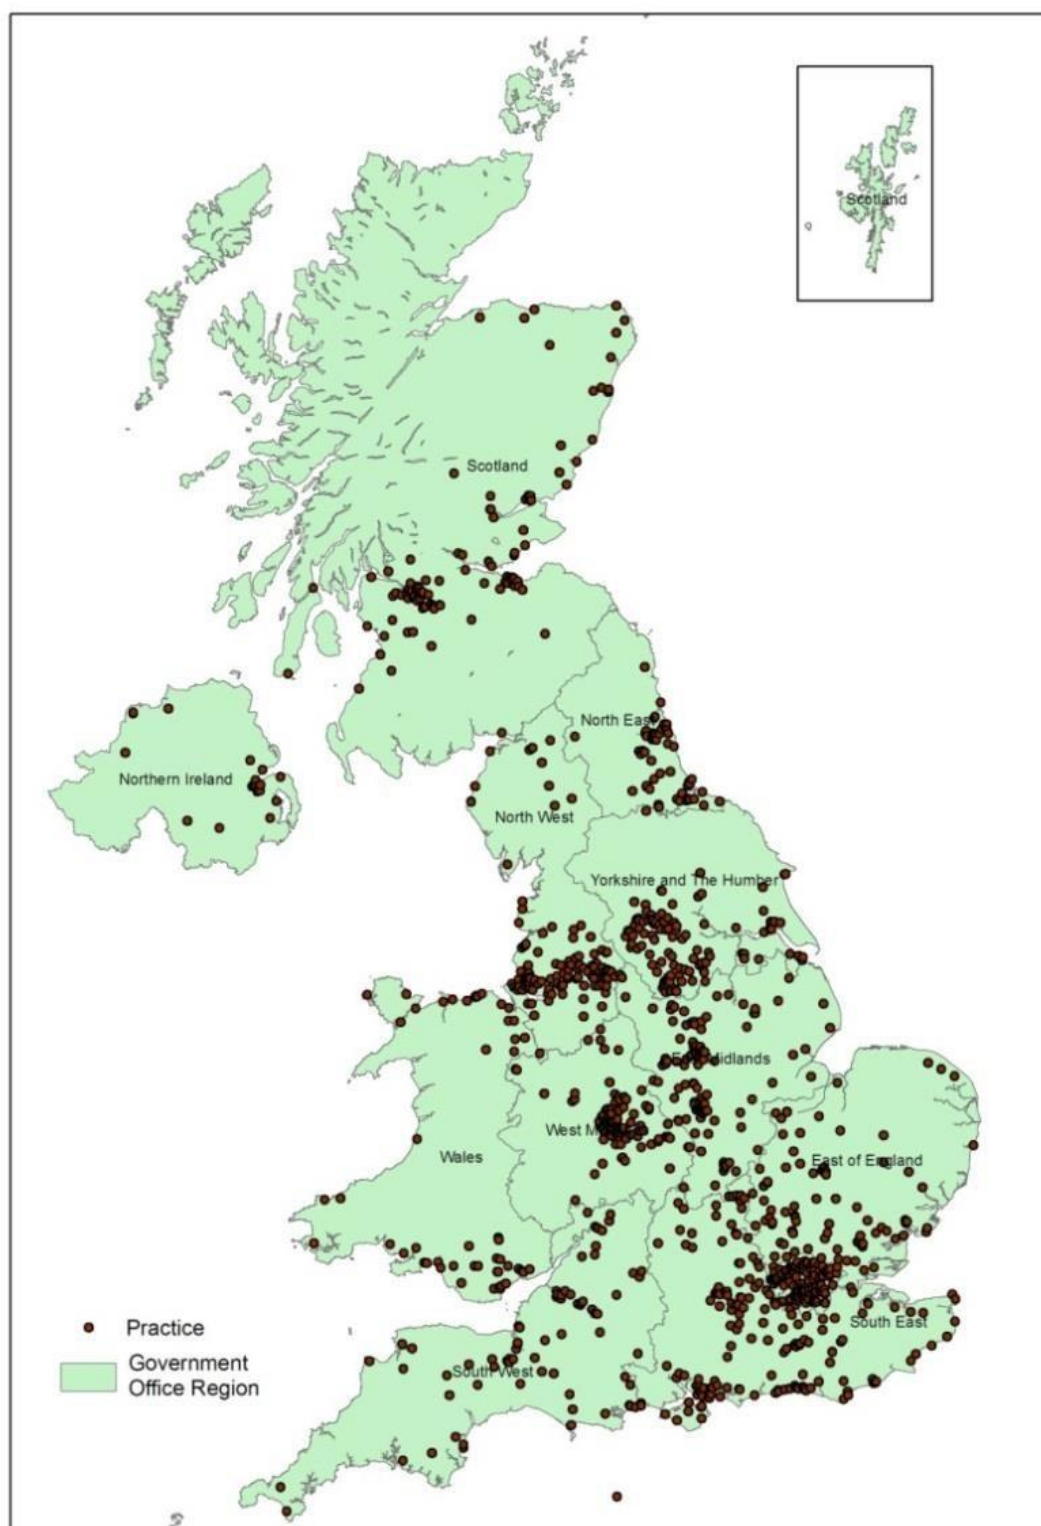 Scotland
Scotland
North East
Northern Ireland
North West
Yorkshire and The Humber
East Midlands
West M
Wales
East of England
South East
South West
Practice
Government
Office Region